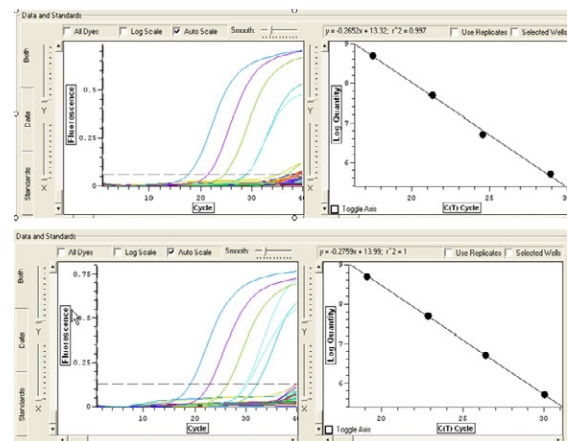 Data and Standards
All Dyes Log Scale Auto Scale Smooth:
y = -0.2652x + 13.32; r^2 = 0.997 Use Replicates Selected Wells
Both
Data
Standards
Y
X
Fluorescence
0.5
0.25
0
10 20 30 40
Cycle
Log Quantity
9
8
7
6
20 25 30
C(T) Cycle
Toggle Axis
Data and Standards
All Dyes Log Scale Auto Scale Smooth:
y = -0.2759x + 13.99; r^2 = 1 Use Replicates Selected Wells
Both
Data
Standards
Y
X
Fluorescence
0.75
0.5
0.25
0
10 20 30 40
Cycle
Log Quantity
9
8
7
6
20 25 30
C(T) Cycle
Toggle Axis